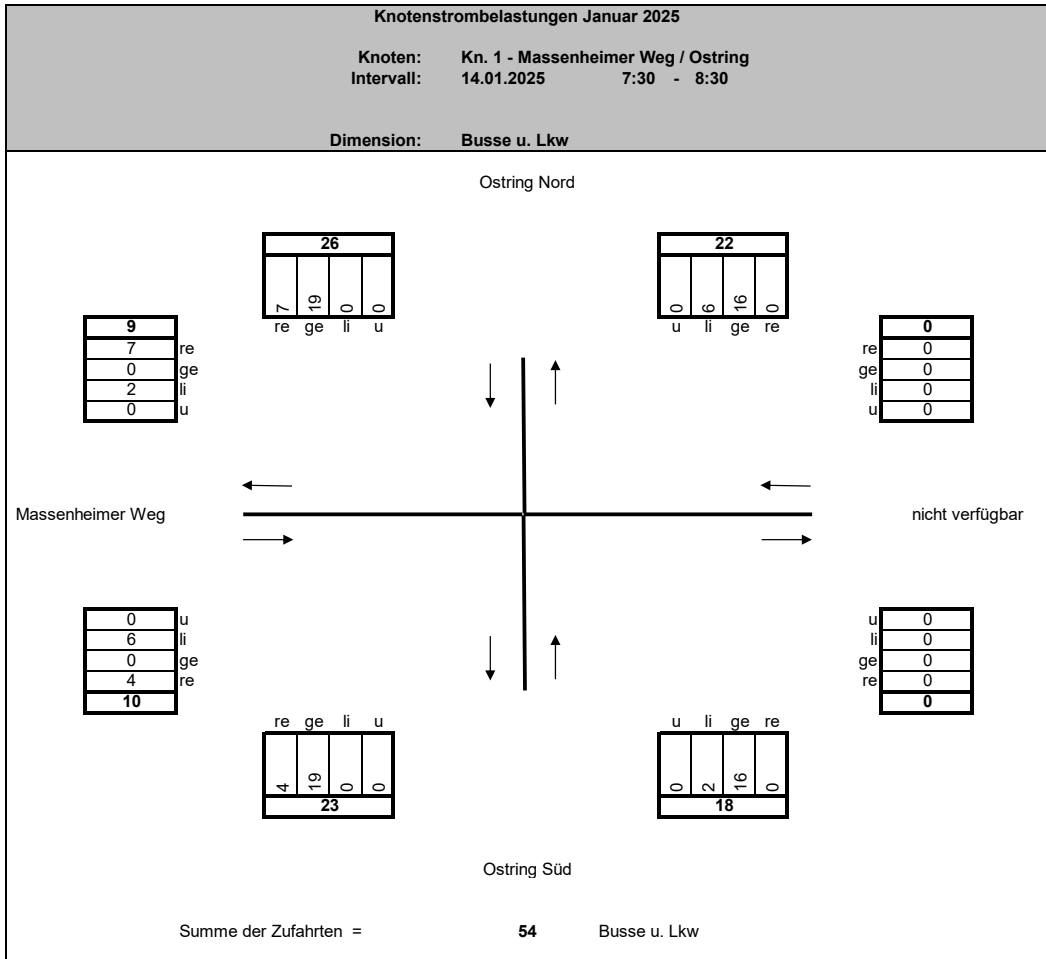 Knotenstrombelastungen Januar 2025
Knoten: Kn. 1 - Massenheimer Weg / Ostring
Intervall: 14.01.2025 7:30 - 8:30
Dimension: Busse u. Lkw
Ostring Nord
26
7 19 0 0
re ge li u
22
0 6 16 0
u li ge re
9
7 re
0 ge
2 li
0 u
0
re 0
ge 0
li 0
u 0
Massenheimer Weg
nicht verfügbar
0 u
6 li
0 ge
4 re
10
u 0
li 0
ge 0
re 0
0
re ge li u
4 19 0 0
23
u li ge re
0 2 16 0
18
Ostring Süd
Summe der Zufahrten = 54 Busse u. Lkw